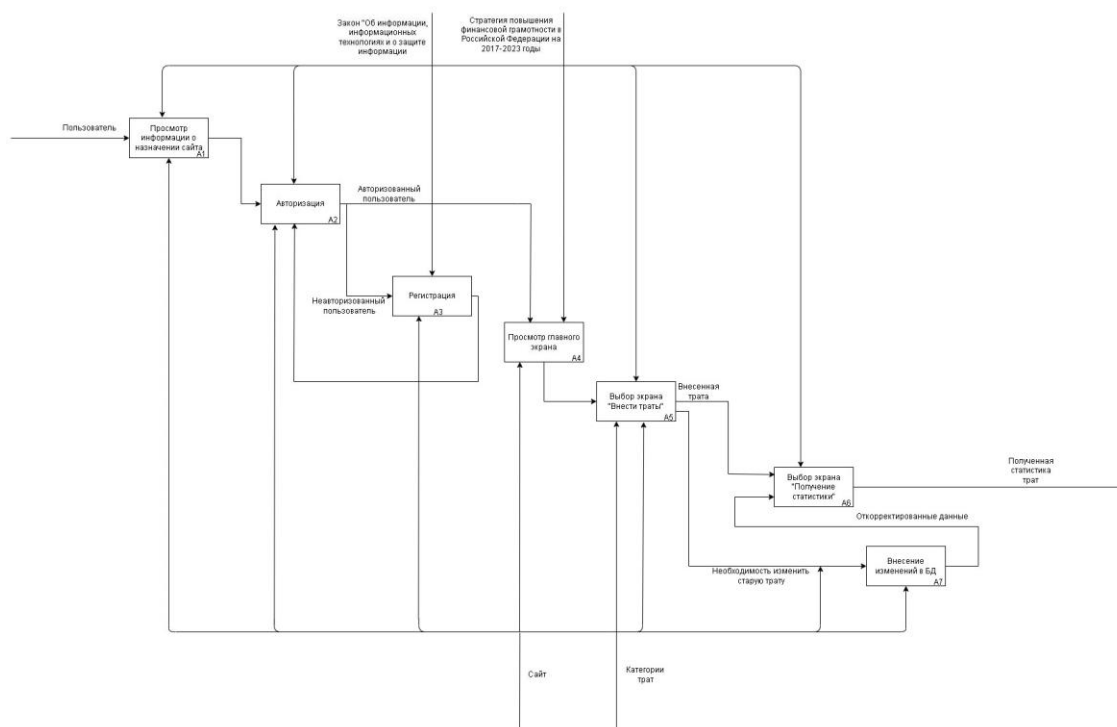 Закон "Об информации,
информационных
технологиях и о защите
информации
Стратегия повышения
финансовой грамотности в
Российской Федерации на
2017-2023 годы
Пользователь
Просмотр
информации о
назначении сайта
A1
Авторизация
A2
Авторизованный
пользователь
Неавторизованный
пользователь
Регистрация
A3
Просмотр главного
экрана
A4
Выбор экрана
"Внести траты"
A5
Внесенная
трата
Выбор экрана
"Получение
статистики"
A6
Полученная
статистика
трат
Откорректированные данные
Необходимость изменить
старую трату
Внесение
изменений в БД
A7
Сайт
Категории
трат